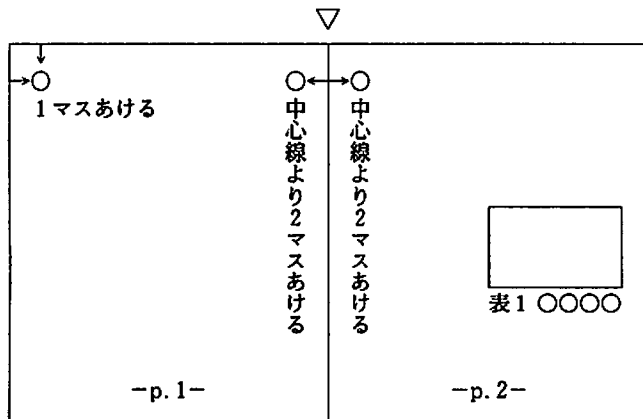 ▽
○ ○ ○
1マスあける
中心線より2マスあける
中心線より2マスあける
表1 ○○○○
-p.1-
-p.2-